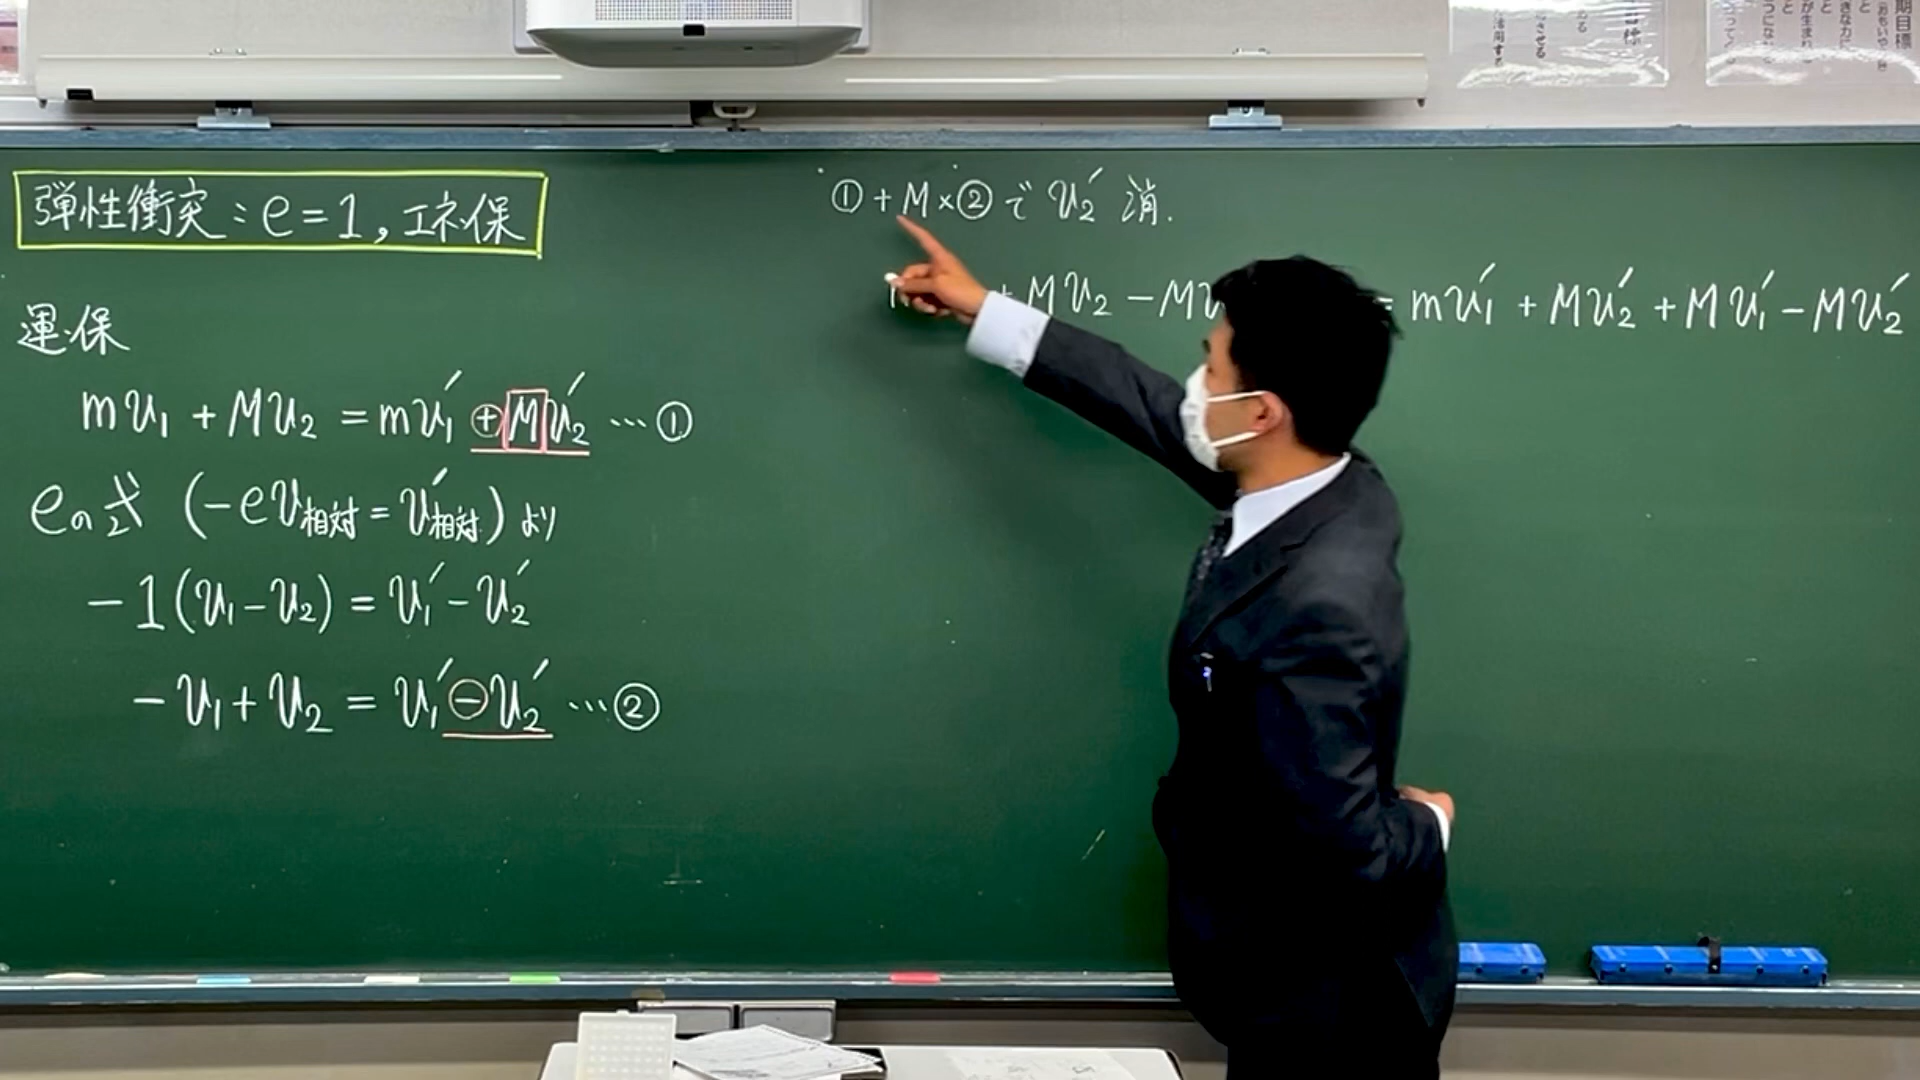 弾性衝突：e=1, エネ保
運保
mv₁ + Mv₂ = mv₁′ + Mv₂′ … ①
eの式 (−ev相対 = v′相対) より
−1(v₁−v₂) = v₁′ − v₂′
−v₁ + v₂ = v₁′ − v₂′ … ②
①+M×②で v₂′ 消.
+ Mv₂ − Mv = mv₁′ + Mv₂′ + Mv₁′ − Mv₂′